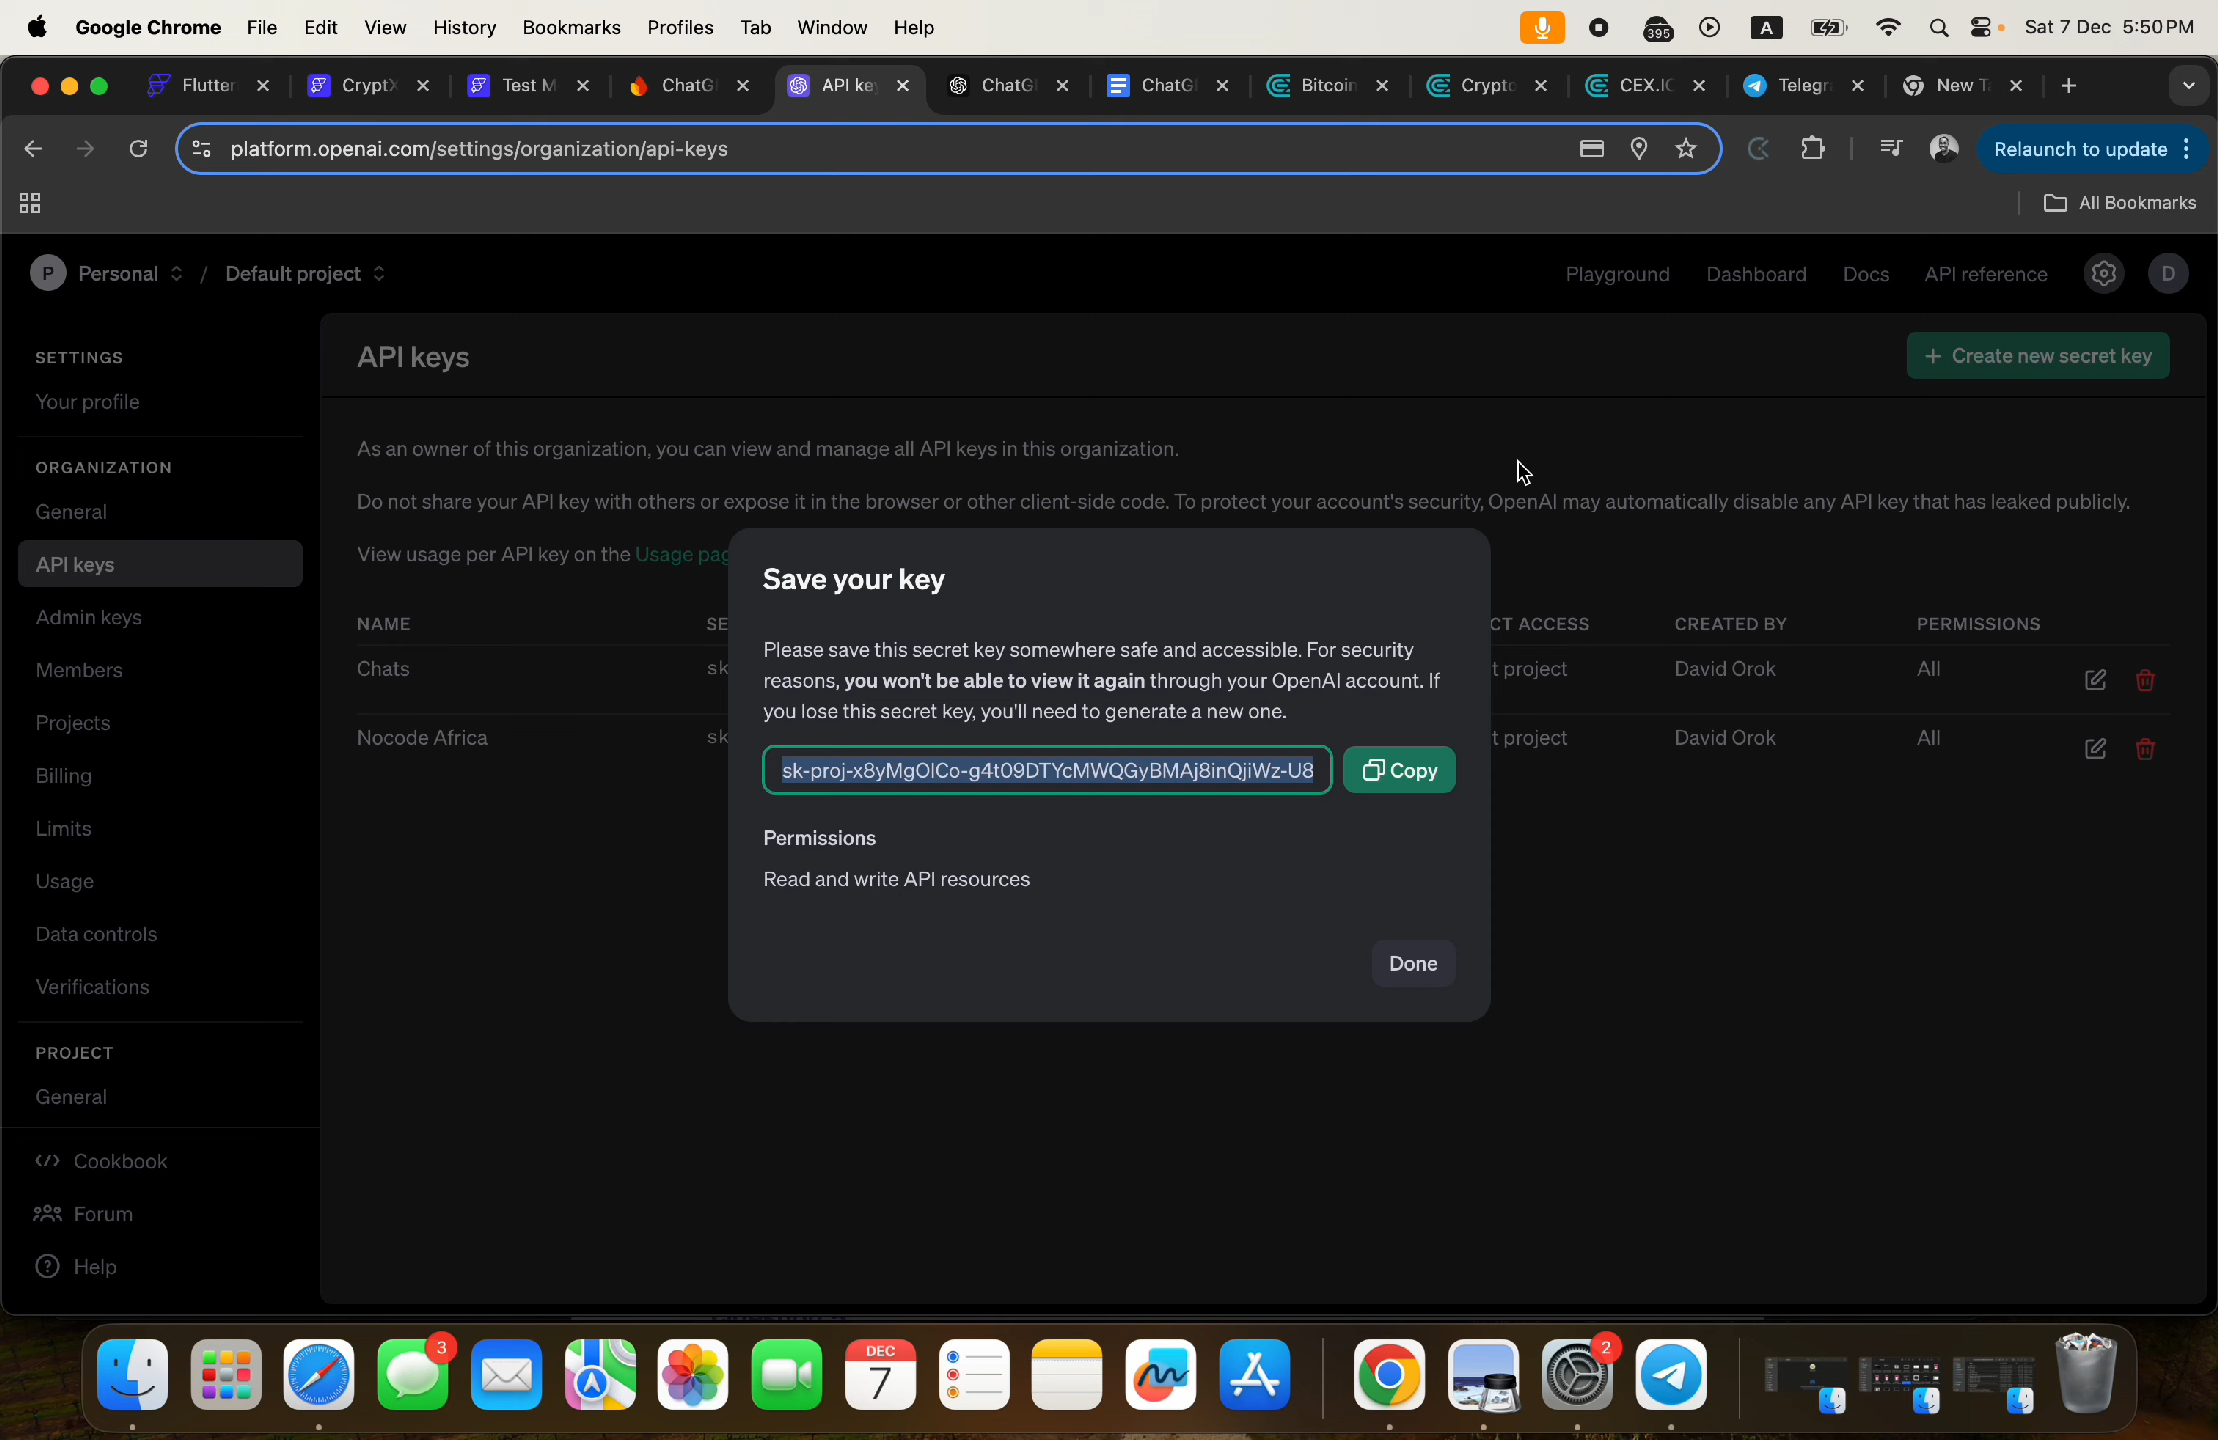 Google Chrome File Edit View History Bookmarks Profiles Tab Window Help 395 A Sat 7 Dec 5:50 PM
Flutter CryptX Test M ChatG API key ChatG ChatG Bitcoin Crypto CEX.IO Telegr New T
platform.openai.com/settings/organization/api-keys Relaunch to update
All Bookmarks
P Personal / Default project Playground Dashboard Docs API reference D
SETTINGS
Your profile
ORGANIZATION
General
API keys
Admin keys
Members
Projects
Billing
Limits
Usage
Data controls
Verifications
PROJECT
General
Cookbook
Forum
Help
API keys
+ Create new secret key
As an owner of this organization, you can view and manage all API keys in this organization.
Do not share your API key with others or expose it in the browser or other client-side code. To protect your account's security, OpenAI may automatically disable any API key that has leaked publicly.
View usage per API key on the Usage pag
NAME SE CT ACCESS CREATED BY PERMISSIONS
Chats sk t project David Orok All
Nocode Africa sk t project David Orok All
Save your key
Please save this secret key somewhere safe and accessible. For security
reasons, you won't be able to view it again through your OpenAI account. If
you lose this secret key, you'll need to generate a new one.
Copy
Permissions
Read and write API resources
Done
3
DEC
7
2